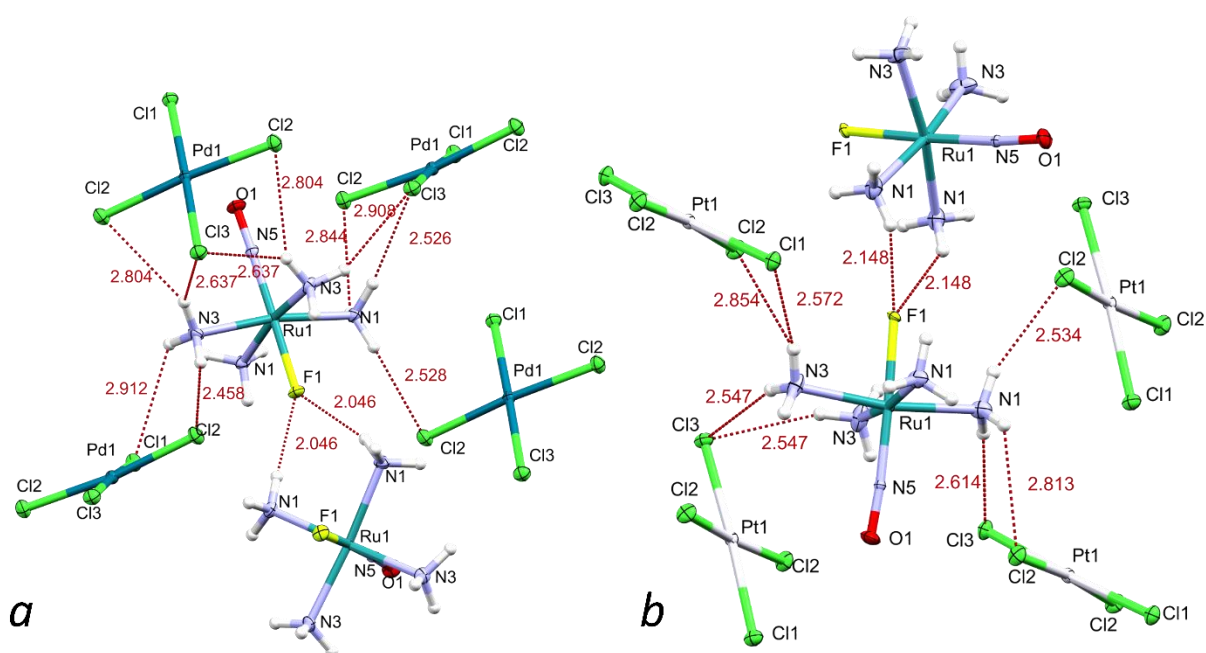 Cl1
Cl2
Pd1
Cl2
Cl3
2.804
2.804
2.637
2.637
O1
N5
Cl1
Cl2
Pd1
Cl2
Cl3
2.908
2.844
2.526
N3
N3
N1
Ru1
N1
F1
2.912
2.458
2.528
2.046
2.046
Cl1
Pd1
Cl2
Cl2
Cl3
Pd1
Cl1
Cl2
Cl2
Cl3
N1
N1
F1
Ru1
N5
O1
N3
N3
a
N3
N3
F1
Ru1
N5
O1
N1
N1
Cl3
Cl2
Pt1
Cl2
Cl1
2.148
2.148
2.854
2.572
F1
Cl3
Cl2
Pt1
Cl2
Cl1
2.534
N3
N1
N1
N3
Ru1
2.547
2.547
Cl3
N5
O1
2.614
2.813
Cl2
Pt1
Cl2
Cl1
Cl3
Cl2
Pt1
Cl2
Cl1
b